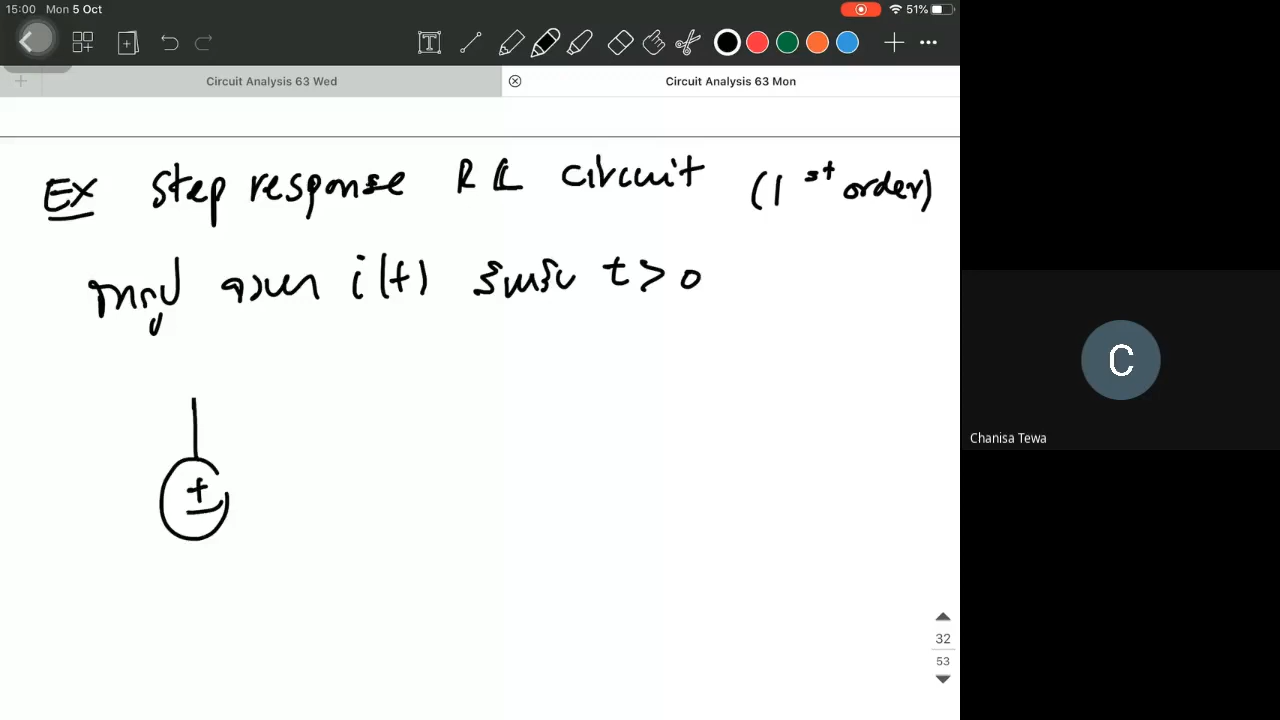 15:00 Mon 5 Oct 51%
Circuit Analysis 63 Wed
Circuit Analysis 63 Mon
EX step response RL circuit (1st order)
i(t) t > 0
+
C
Chanisa Tewa
32
53